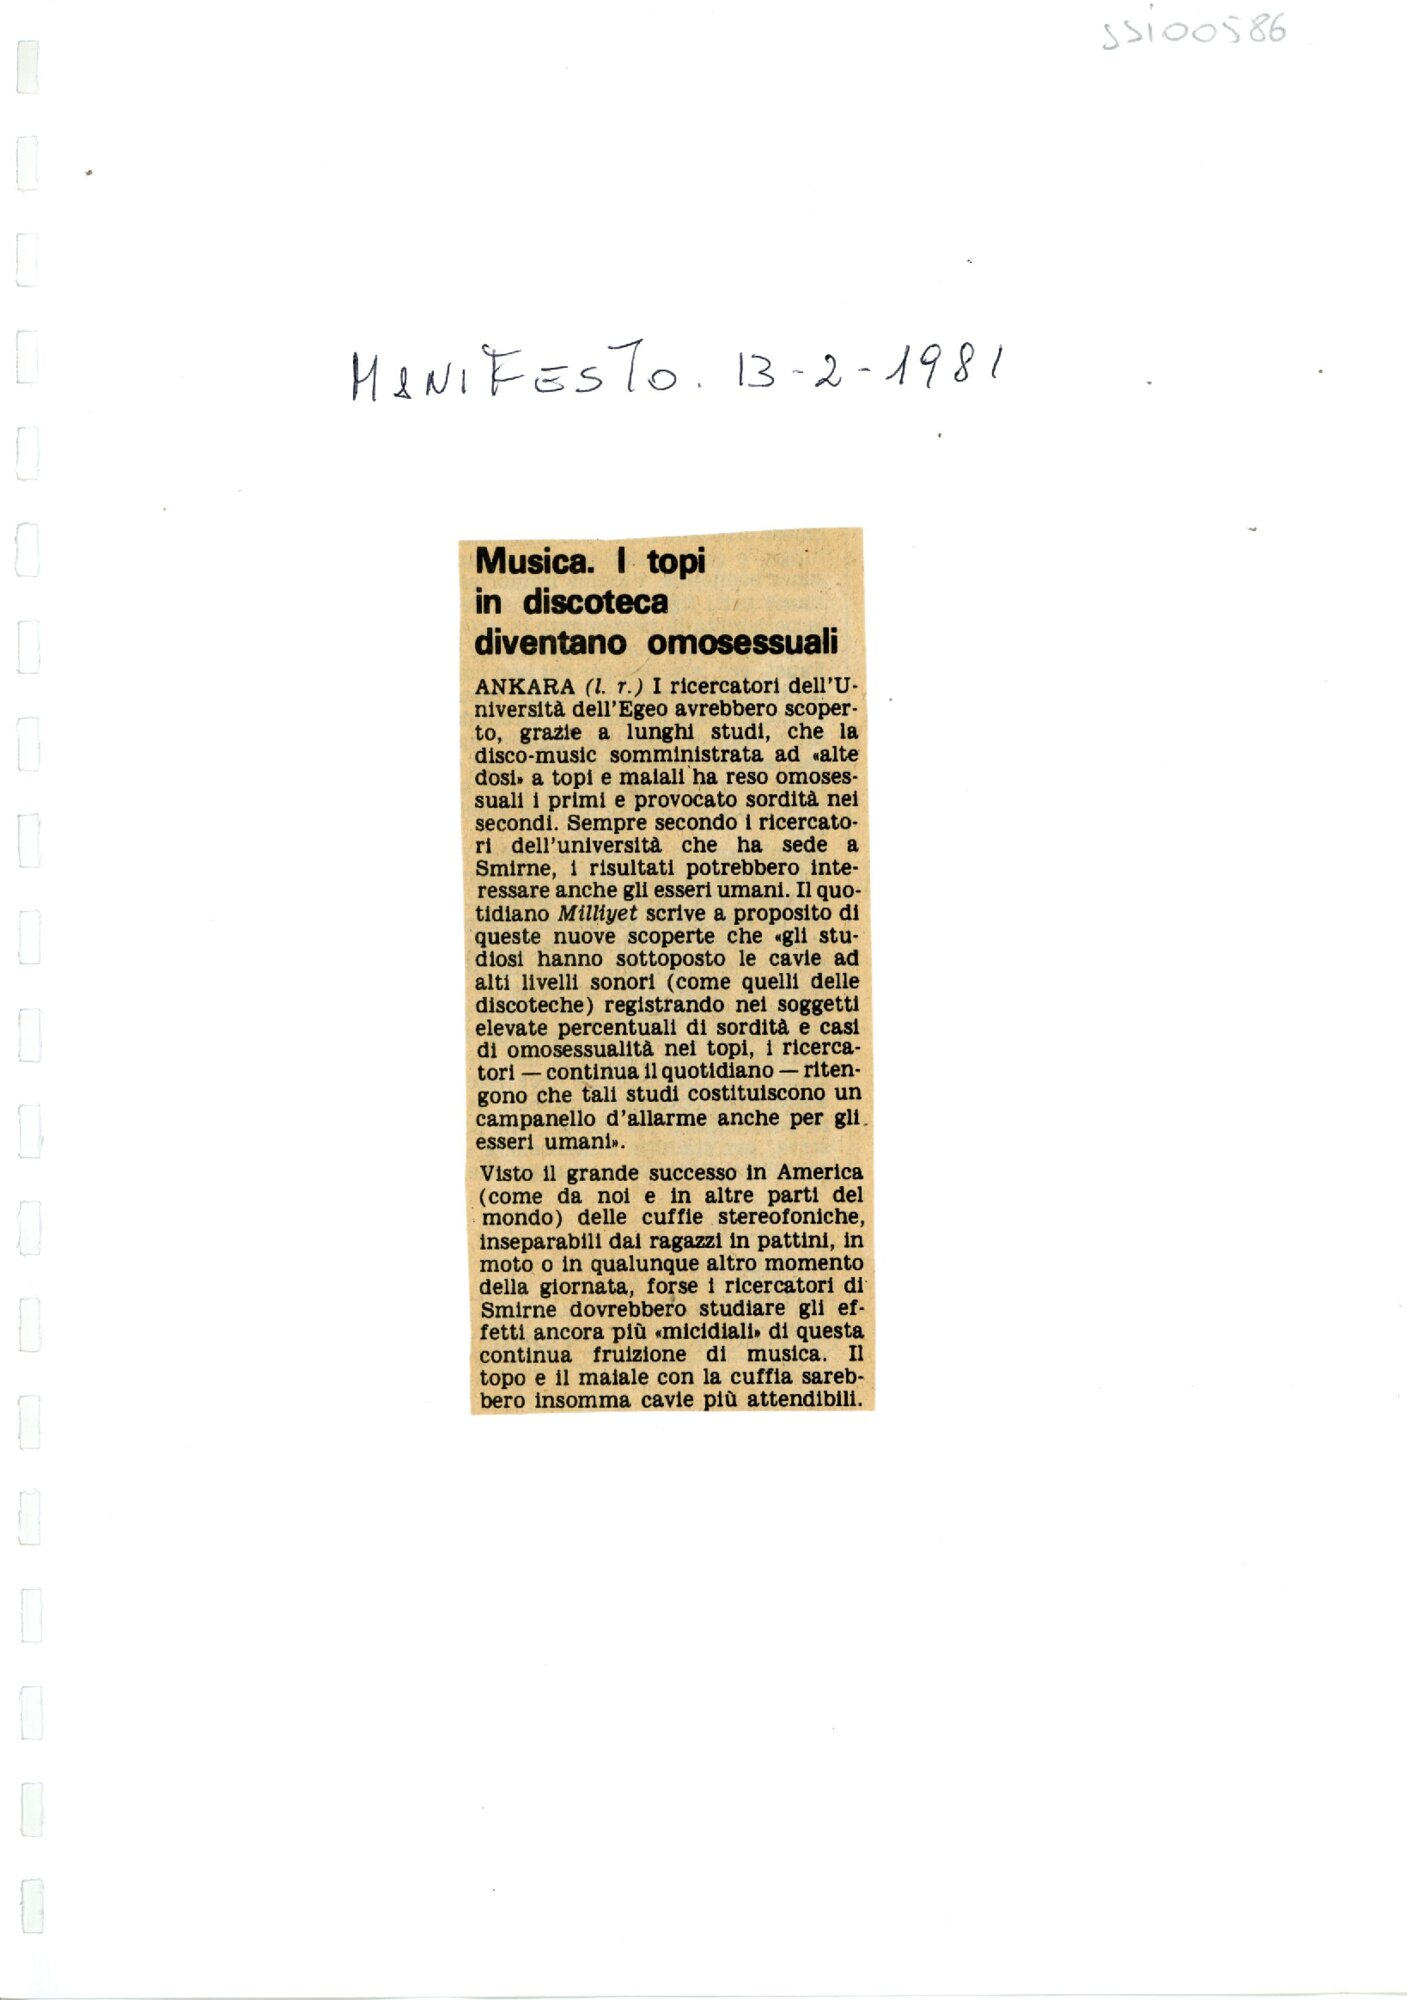 ssi00586
MANIFESTO. 13-2-1981
Musica. I topi
in discoteca
diventano omosessuali
ANKARA (l. r.) I ricercatori dell'U-
niversità dell'Egeo avrebbero scoper-
to, grazie a lunghi studi, che la
disco-music somministrata ad «alte
dosi» a topi e maiali ha reso omoses-
suali i primi e provocato sordità nei
secondi. Sempre secondo i ricercato-
ri dell'università che ha sede a
Smirne, i risultati potrebbero inte-
ressare anche gli esseri umani. Il quo-
tidiano Milliyet scrive a proposito di
queste nuove scoperte che «gli stu-
diosi hanno sottoposto le cavie ad
alti livelli sonori (come quelli delle
discoteche) registrando nei soggetti
elevate percentuali di sordità e casi
di omosessualità nei topi, i ricerca-
tori — continua il quotidiano — riten-
gono che tali studi costituiscono un
campanello d'allarme anche per gli
esseri umani».
Visto il grande successo in America
(come da noi e in altre parti del
mondo) delle cuffie stereofoniche,
inseparabili dai ragazzi in pattini, in
moto o in qualunque altro momento
della giornata, forse i ricercatori di
Smirne dovrebbero studiare gli ef-
fetti ancora più «micidiali» di questa
continua fruizione di musica. Il
topo e il maiale con la cuffia sareb-
bero insomma cavie più attendibili.